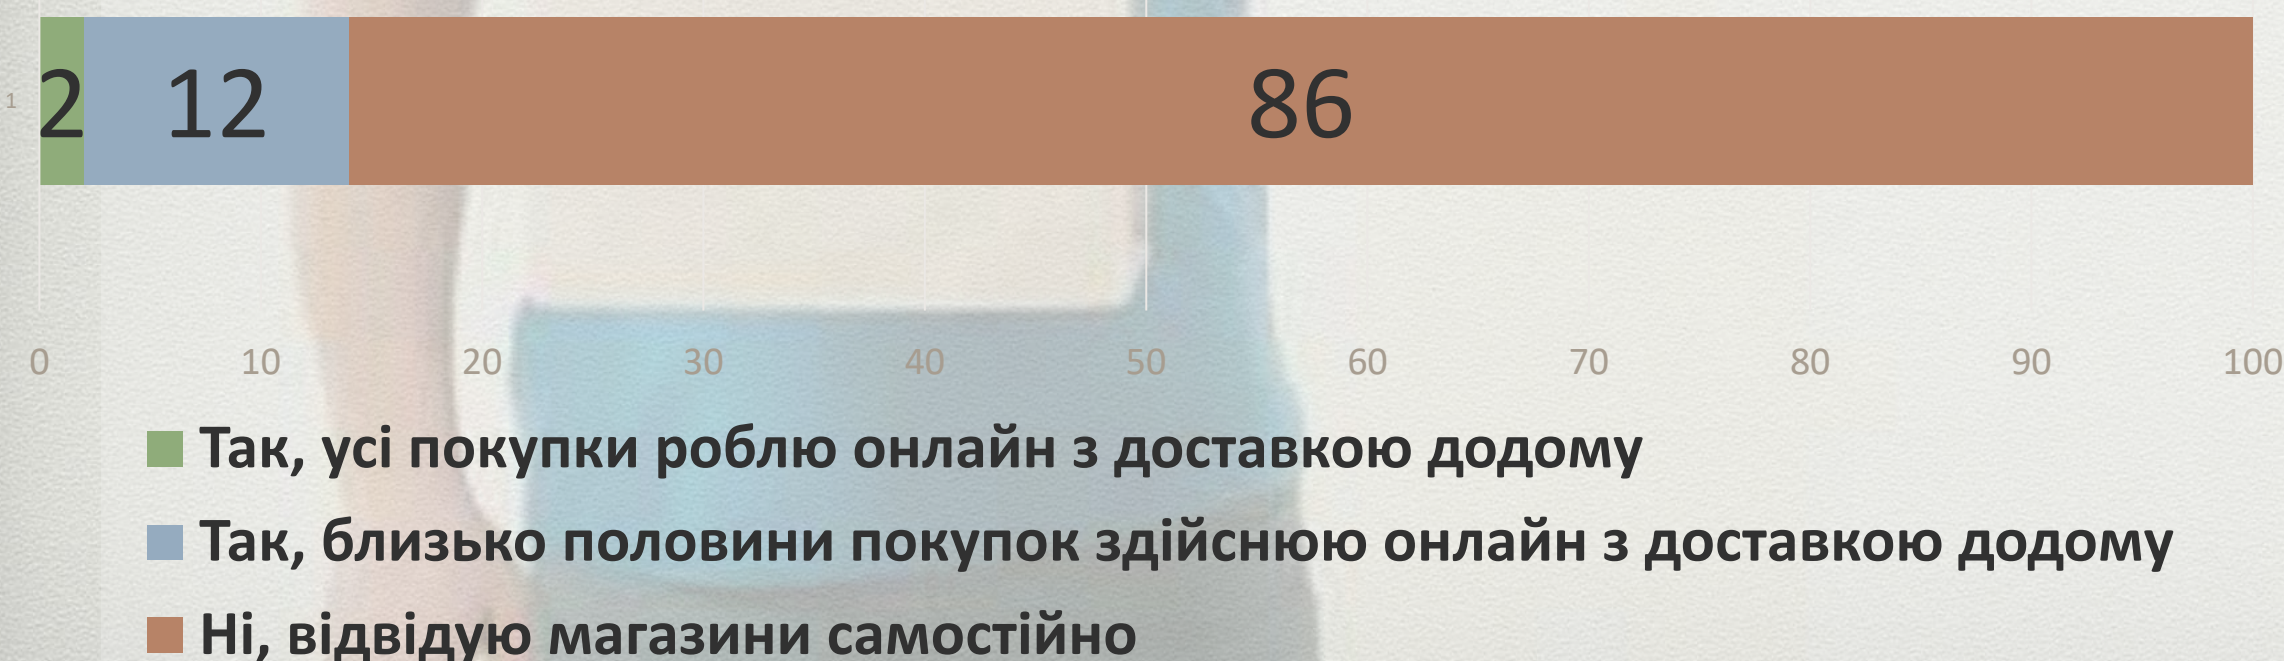 2 12 86
1
0 10 20 30 40 50 60 70 80 90 100
Так, усі покупки роблю онлайн з доставкою додому
Так, близько половини покупок здійснюю онлайн з доставкою додому
Ні, відвідую магазини самостійно